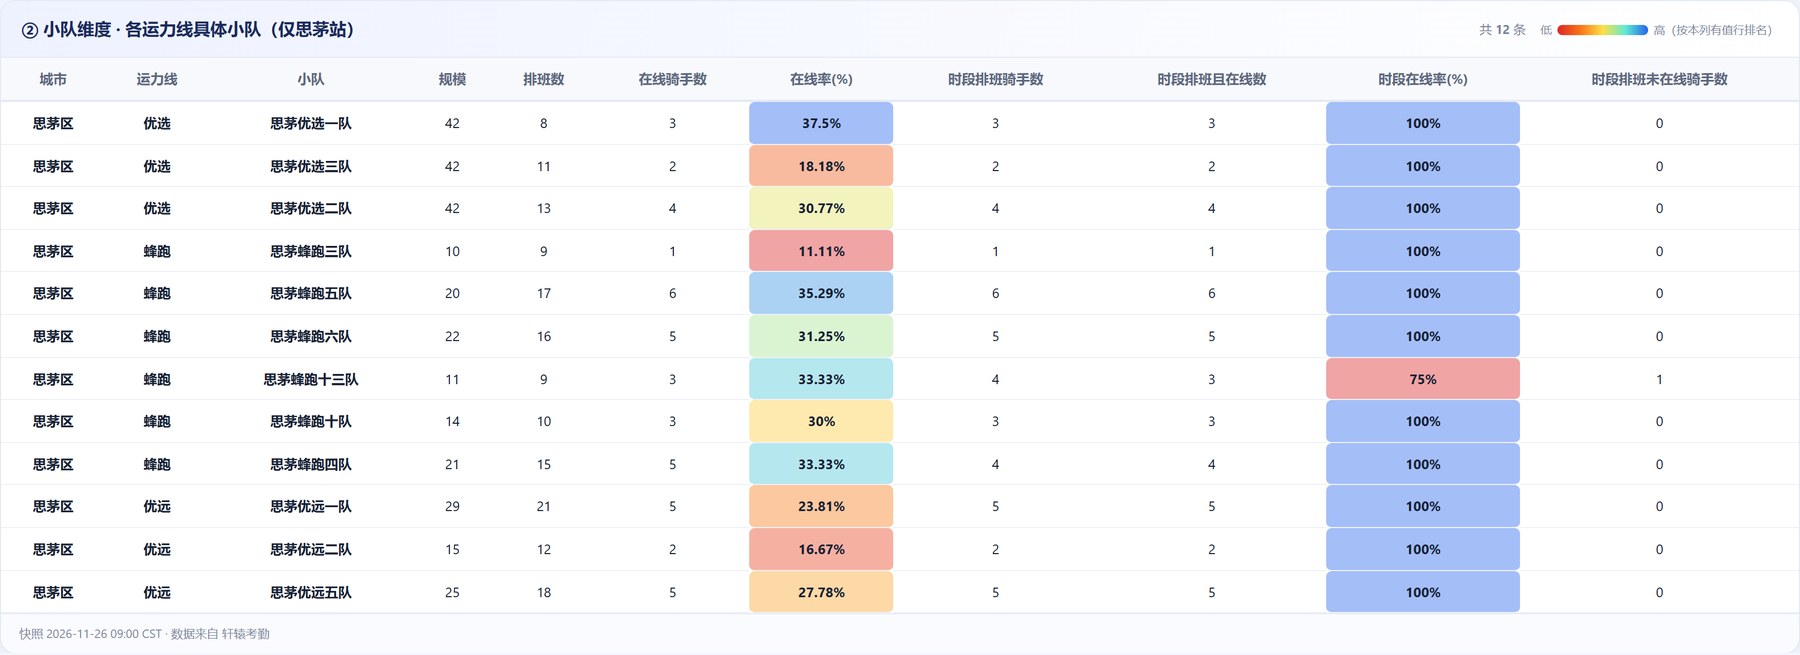 ② 小队维度 · 各运力线具体小队（仅思茅站）
共 12 条 低 高 (按本列有值行排名)
城市 运力线 小队 规模 排班数 在线骑手数 在线率(%) 时段排班骑手数 时段排班且在线数 时段在线率(%) 时段排班未在线骑手数
思茅区 优选 思茅优选一队 42 8 3 37.5% 3 3 100% 0
思茅区 优选 思茅优选三队 42 11 2 18.18% 2 2 100% 0
思茅区 优选 思茅优选二队 42 13 4 30.77% 4 4 100% 0
思茅区 蜂跑 思茅蜂跑三队 10 9 1 11.11% 1 1 100% 0
思茅区 蜂跑 思茅蜂跑五队 20 17 6 35.29% 6 6 100% 0
思茅区 蜂跑 思茅蜂跑六队 22 16 5 31.25% 5 5 100% 0
思茅区 蜂跑 思茅蜂跑十三队 11 9 3 33.33% 4 3 75% 1
思茅区 蜂跑 思茅蜂跑十队 14 10 3 30% 3 3 100% 0
思茅区 蜂跑 思茅蜂跑四队 21 15 5 33.33% 4 4 100% 0
思茅区 优远 思茅优远一队 29 21 5 23.81% 5 5 100% 0
思茅区 优远 思茅优远二队 15 12 2 16.67% 2 2 100% 0
思茅区 优远 思茅优远五队 25 18 5 27.78% 5 5 100% 0
快照 2026-11-26 09:00 CST · 数据来自 轩辕考勤